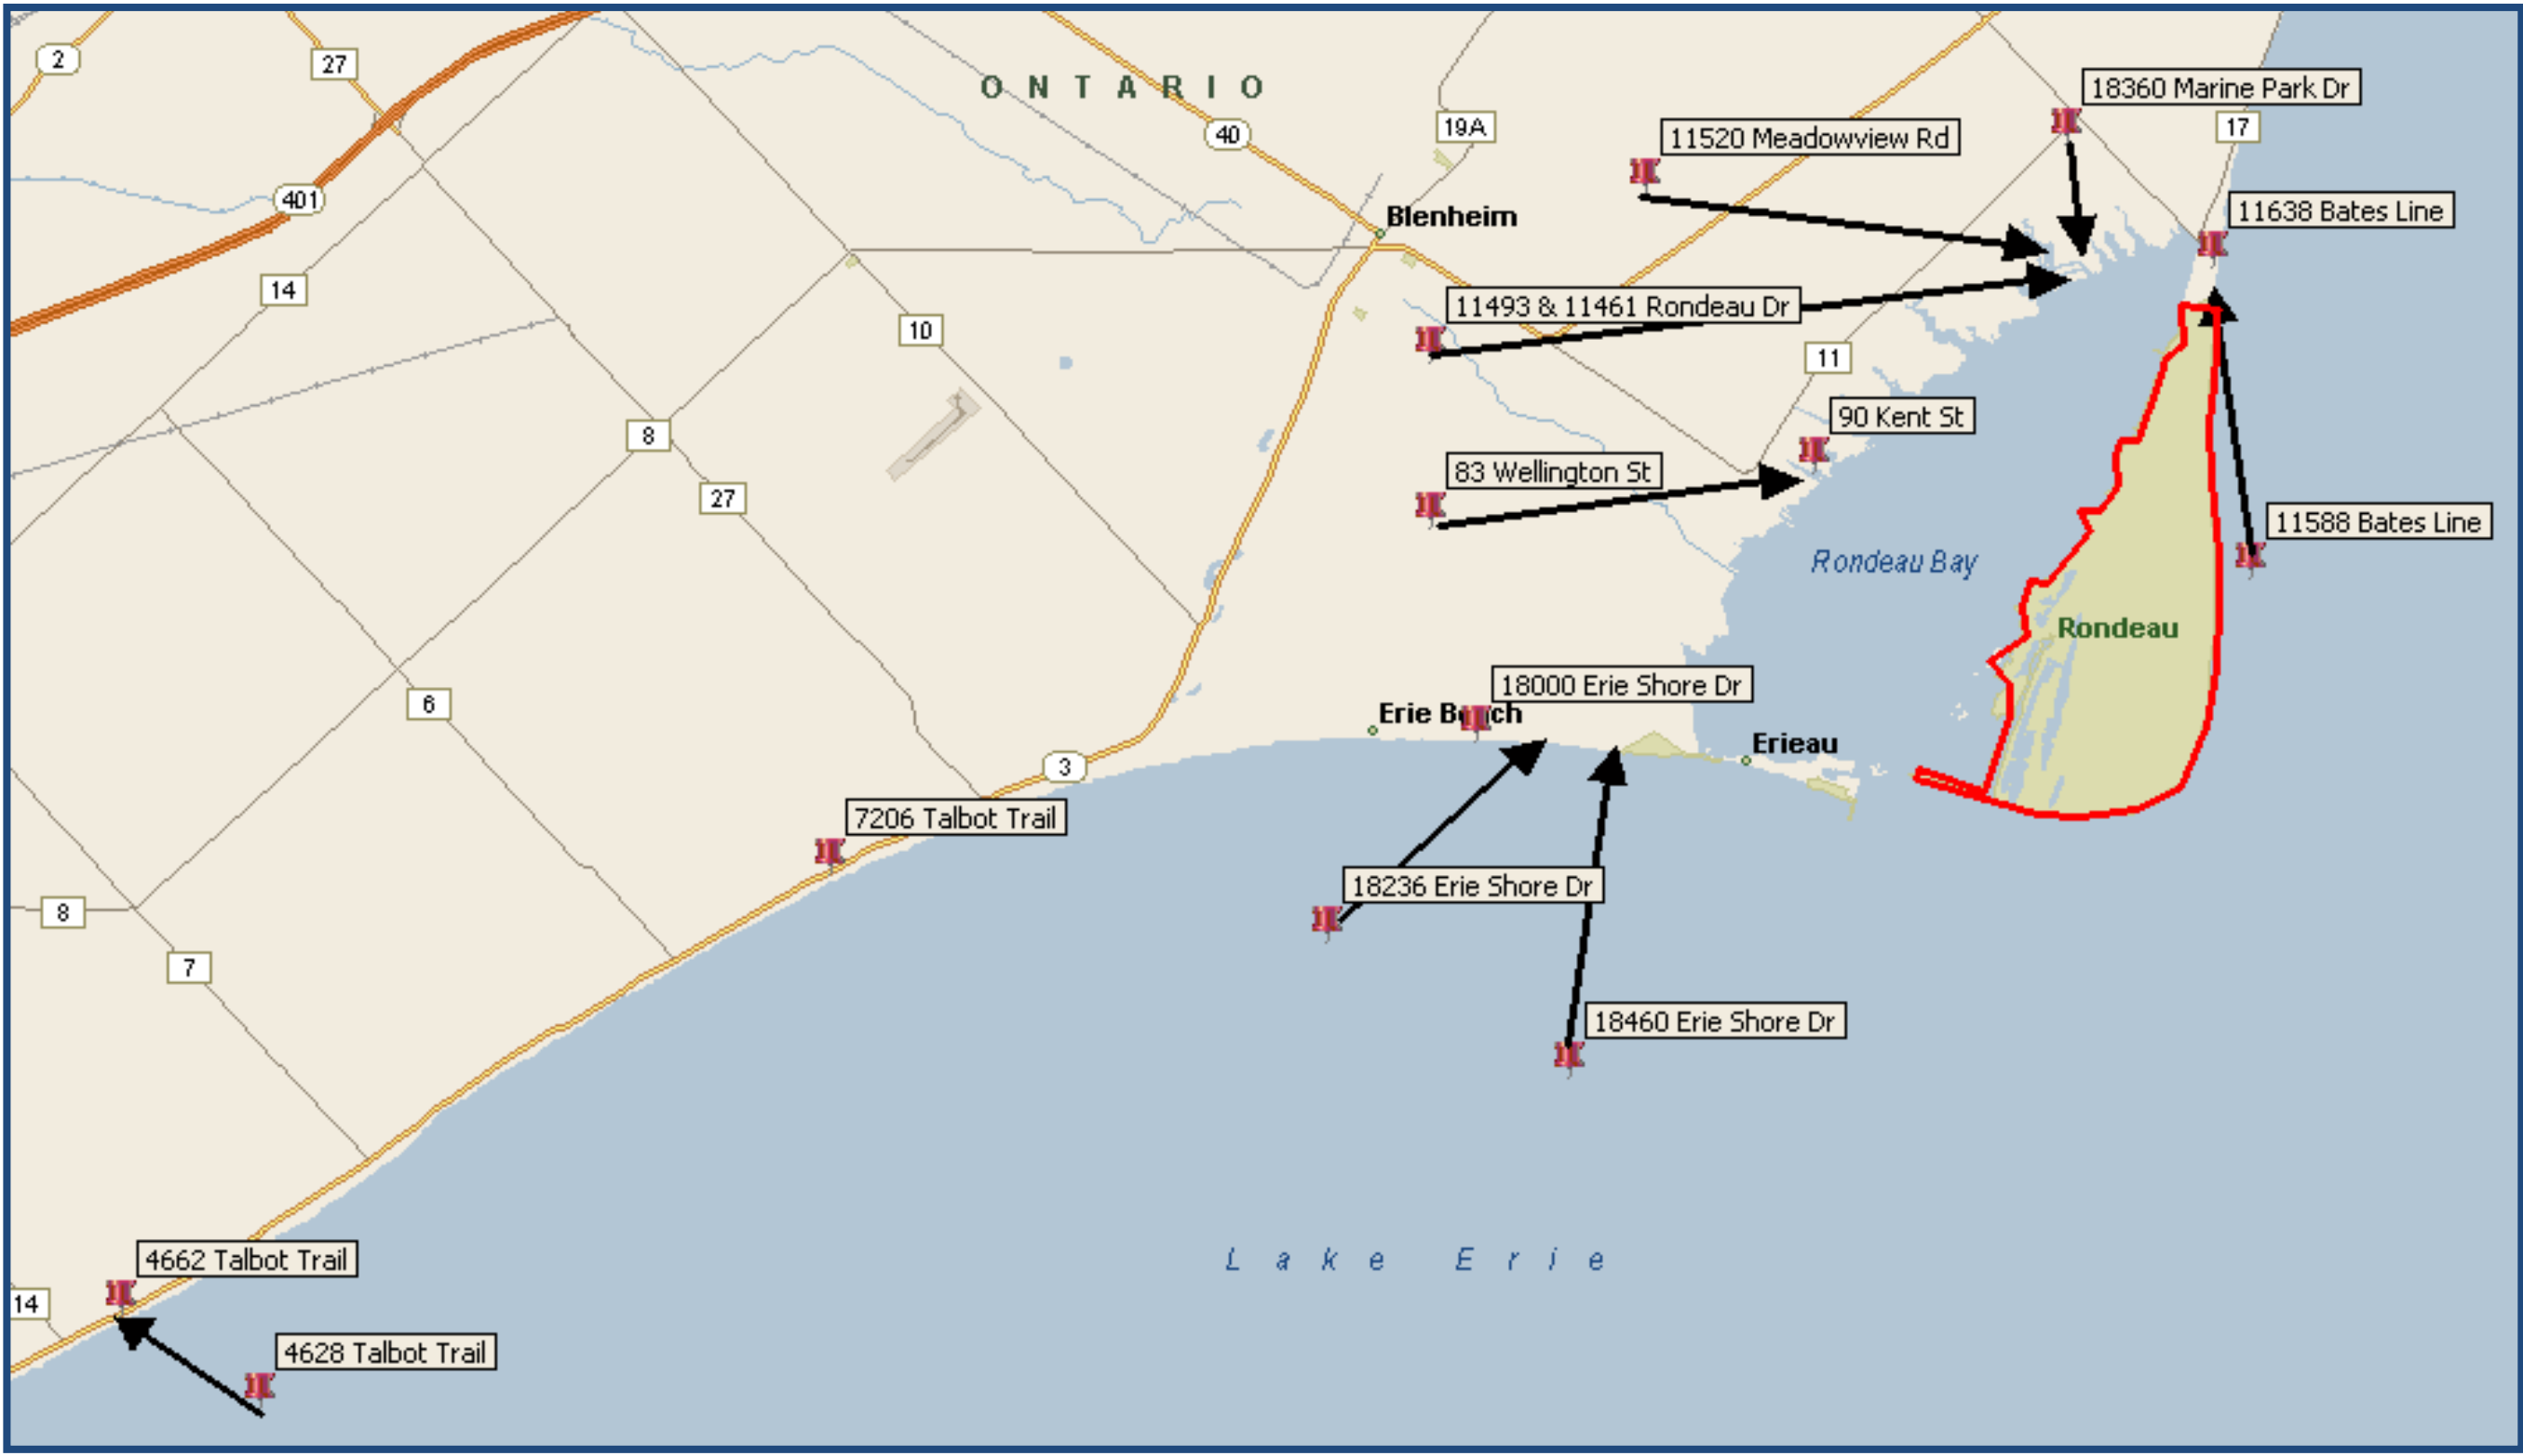 2
27
ONTARIO
18360 Marine Park Dr
40
19A
11520 Meadowview Rd
17
401
Blenheim
11638 Bates Line
14
10
11493 & 11461 Rondeau Dr
11
90 Kent St
8
83 Wellington St
27
11588 Bates Line
Rondeau Bay
Rondeau
18000 Erie Shore Dr
6
Erie Beach
Erieau
3
7206 Talbot Trail
18236 Erie Shore Dr
8
7
18460 Erie Shore Dr
Lake Erie
4662 Talbot Trail
14
4628 Talbot Trail